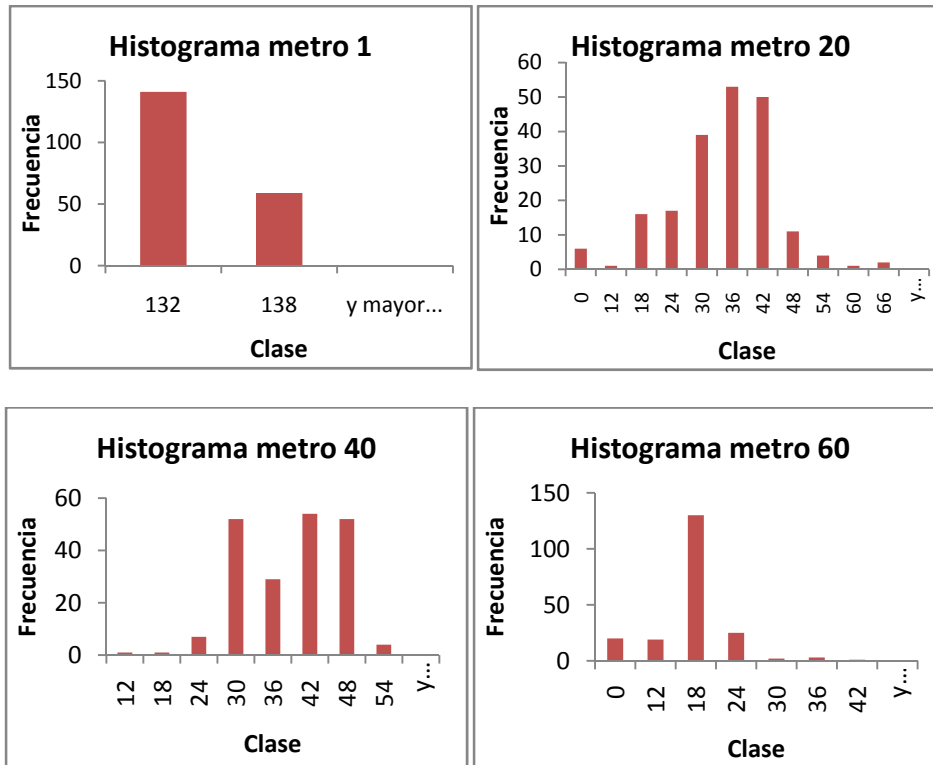 Histograma metro 1
Frecuencia
150
100
50
0
132 138 y mayor...
Clase
Histograma metro 20
Frecuencia
60
50
40
30
20
10
0
0 12 18 24 30 36 42 48 54 60 66 y...
Clase
Histograma metro 40
Frecuencia
60
40
20
0
12 18 24 30 36 42 48 54 y...
Clase
Histograma metro 60
Frecuencia
150
100
50
0
0 12 18 24 30 36 42 y...
Clase